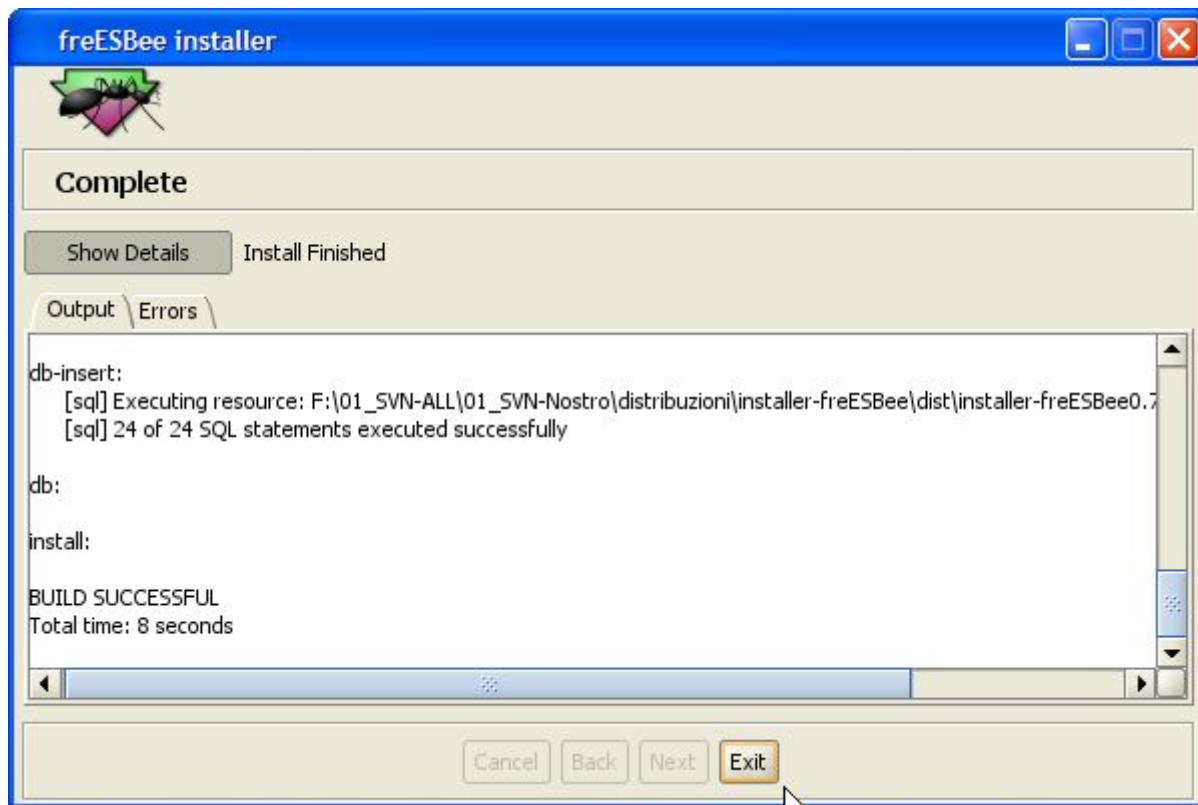 freESBee installer
Complete
Show Details Install Finished
Output Errors
db-insert:
[sql] Executing resource: F:\01_SVN-ALL\01_SVN-Nostro\distribuzioni\installer-freESBee\dist\installer-freESBee0.7
[sql] 24 of 24 SQL statements executed successfully
db:
install:
BUILD SUCCESSFUL
Total time: 8 seconds
Cancel Back Next Exit